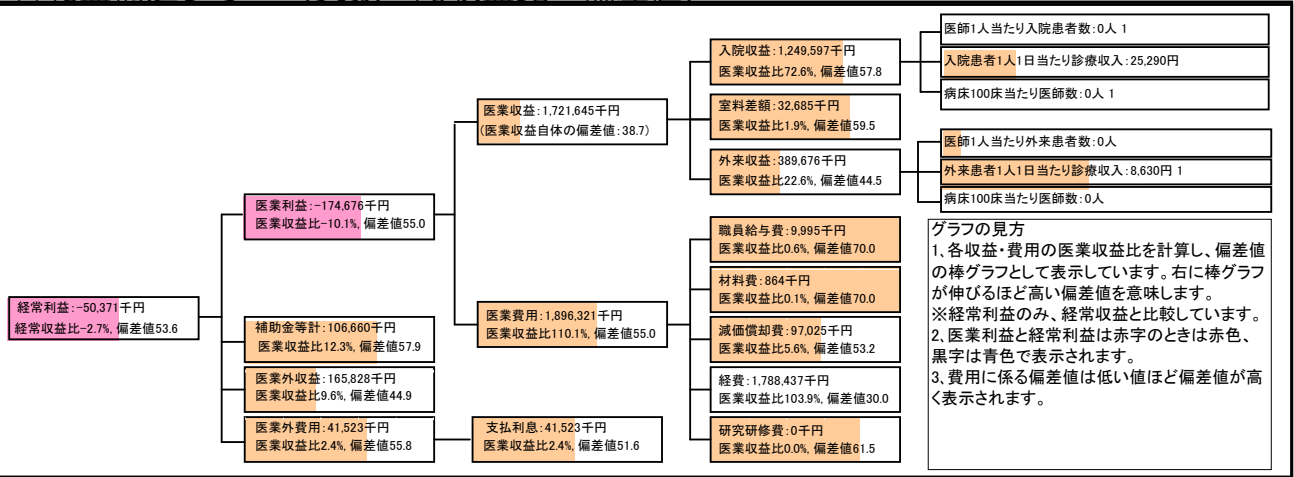 経常利益:-50,371千円
経常収益比-2.7%, 偏差値53.6
医業利益:-174,676千円
医業収益比-10.1%, 偏差値55.0
補助金等計:106,660千円
医業収益比12.3%, 偏差値57.9
医業外収益:165,828千円
医業収益比9.6%, 偏差値44.9
医業外費用:41,523千円
医業収益比2.4%, 偏差値55.8
医業収益:1,721,645千円
(医業収益自体の偏差値:38.7)
医業費用:1,896,321千円
医業収益比110.1%, 偏差値55.0
支払利息:41,523千円
医業収益比2.4%, 偏差値51.6
入院収益:1,249,597千円
医業収益比72.6%, 偏差値57.8
室料差額:32,685千円
医業収益比1.9%, 偏差値59.5
外来収益:389,676千円
医業収益比22.6%, 偏差値44.5
職員給与費:9,995千円
医業収益比0.6%, 偏差値70.0
材料費:864千円
医業収益比0.1%, 偏差値70.0
減価償却費:97,025千円
医業収益比5.6%, 偏差値53.2
経費:1,788,437千円
医業収益比103.9%, 偏差値30.0
研究研修費:0千円
医業収益比0.0%, 偏差値61.5
医師1人当たり入院患者数:0人 1
入院患者1人1日当たり診療収入:25,290円
病床100床当たり医師数:0人 1
医師1人当たり外来患者数:0人
外来患者1人1日当たり診療収入:8,630円 1
病床100床当たり医師数:0人
グラフの見方
1、各収益・費用の医業収益比を計算し、偏差値
の棒グラフとして表示しています。右に棒グラフ
が伸びるほど高い偏差値を意味します。
※経常利益のみ、経常収益と比較しています。
2、医業利益と経常利益は赤字のときは赤色、
黒字は青色で表示されます。
3、費用に係る偏差値は低い値ほど偏差値が高
く表示されます。